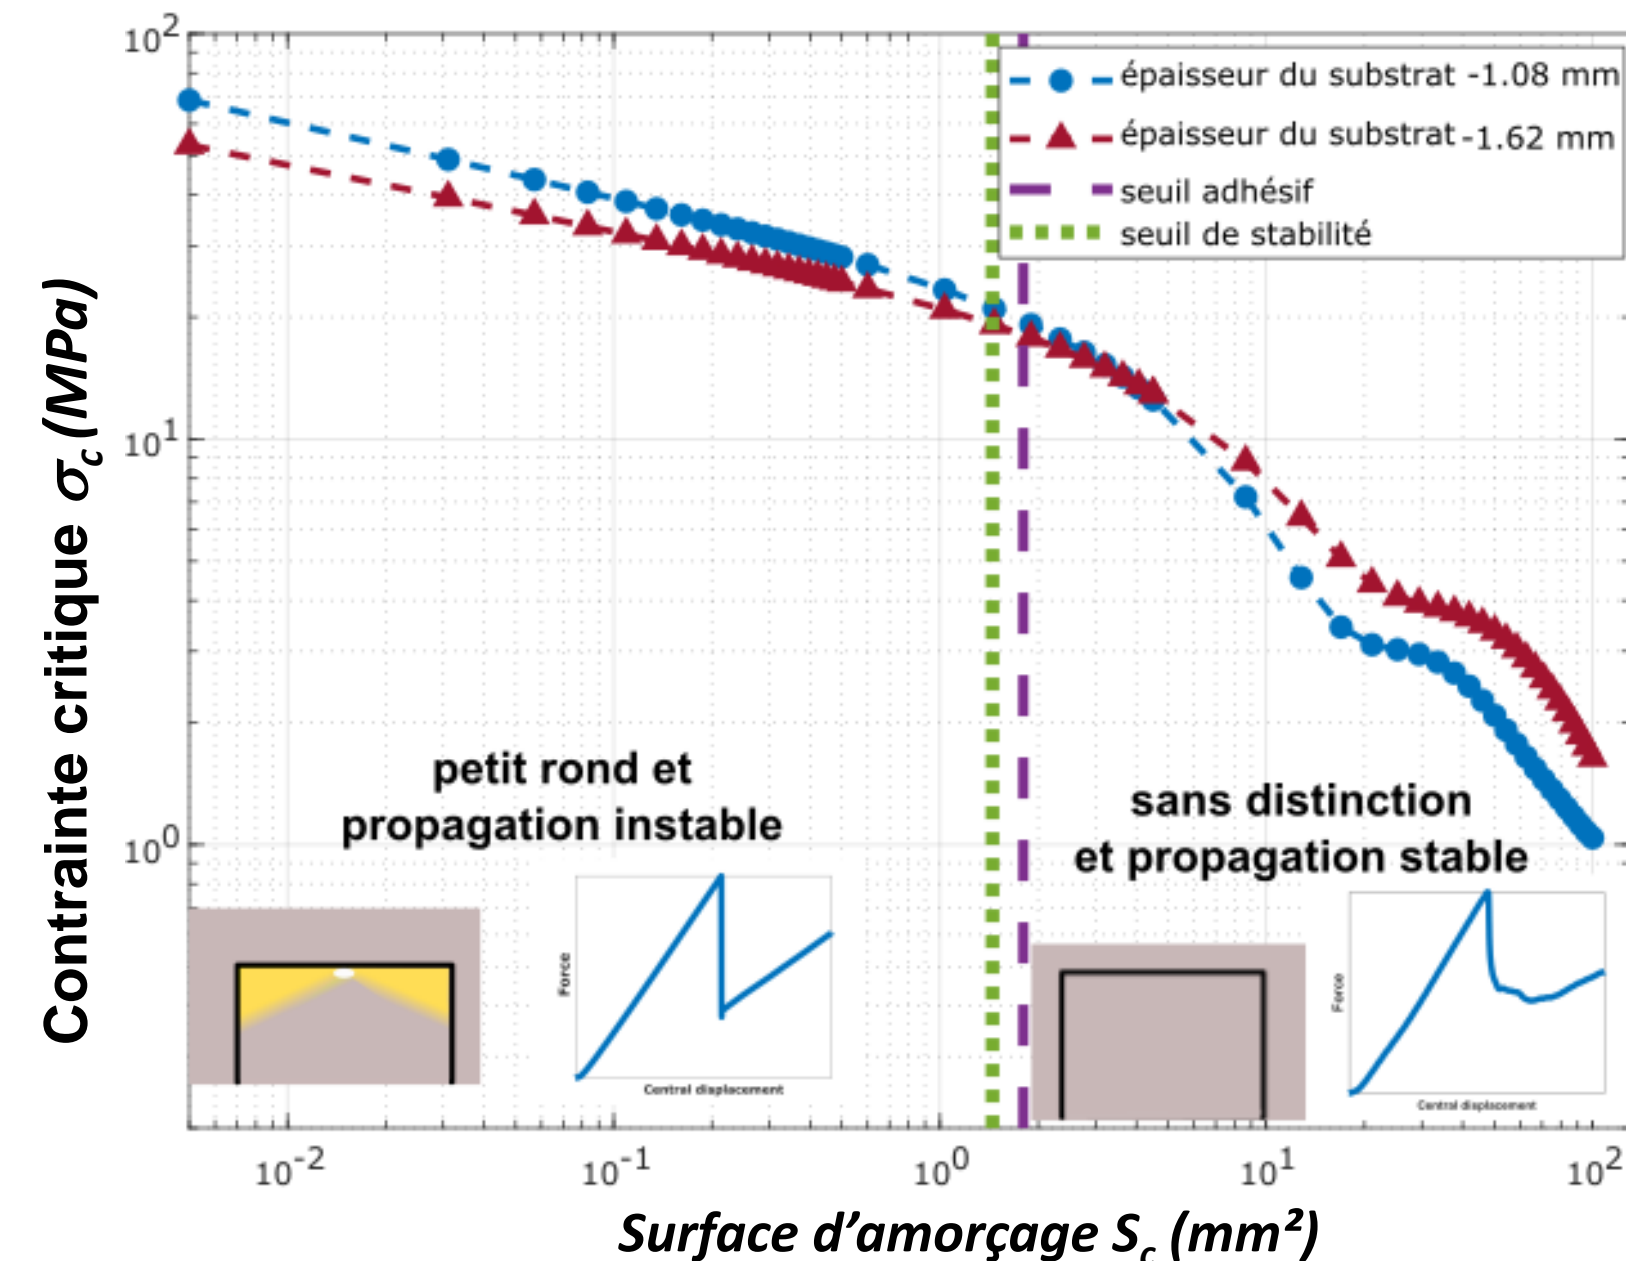 10²
10¹
10⁰
Contrainte critique σc (MPa)
épaisseur du substrat -1.08 mm
épaisseur du substrat -1.62 mm
seuil adhésif
seuil de stabilité
petit rond et
propagation instable
sans distinction
et propagation stable
Force
Central displacement
Force
Central displacement
10⁻²
10⁻¹
10⁰
10¹
10²
Surface d’amorçage Sc (mm²)